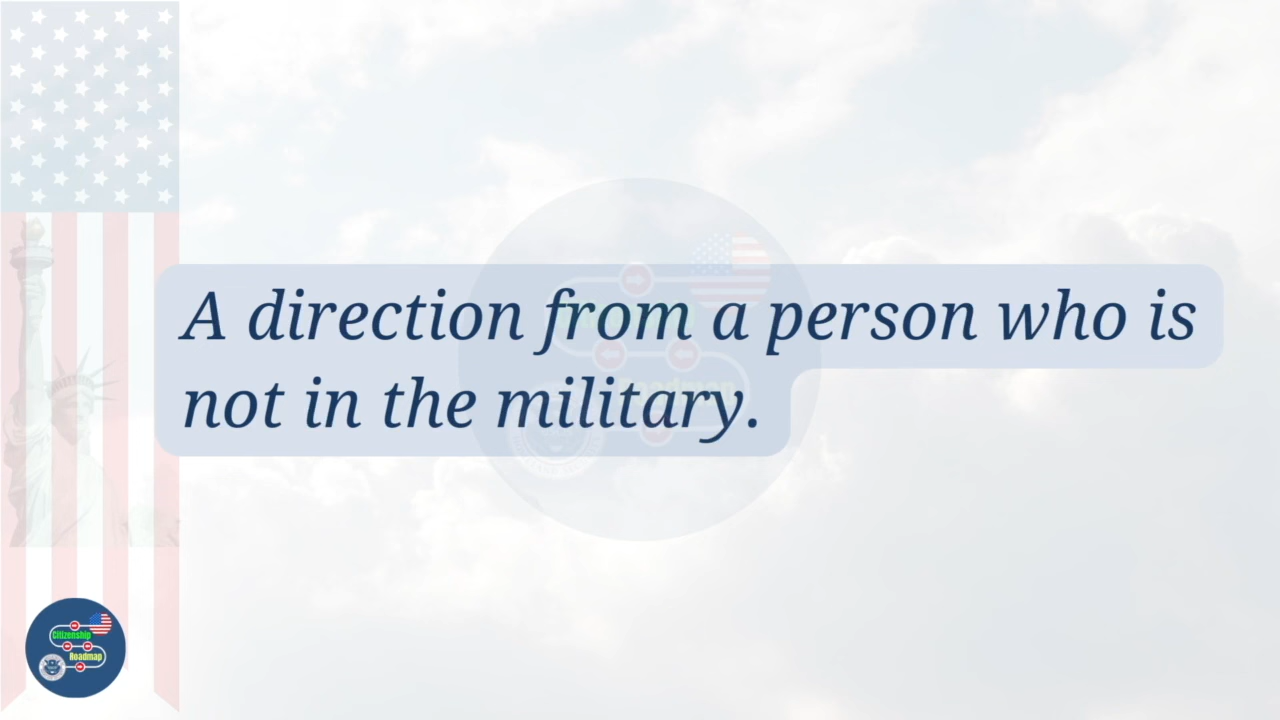 A direction from a person who is
not in the military.
Citizenship
Roadmap